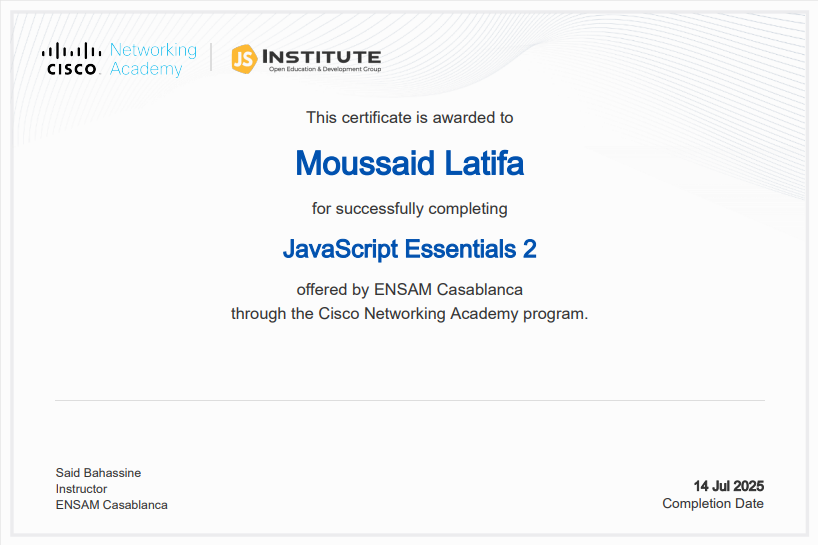 CISCO Networking Academy
JS INSTITUTE
Open Education & Development Group
This certificate is awarded to
Moussaid Latifa
for successfully completing
JavaScript Essentials 2
offered by ENSAM Casablanca
through the Cisco Networking Academy program.
Said Bahassine
Instructor
ENSAM Casablanca
14 Jul 2025
Completion Date